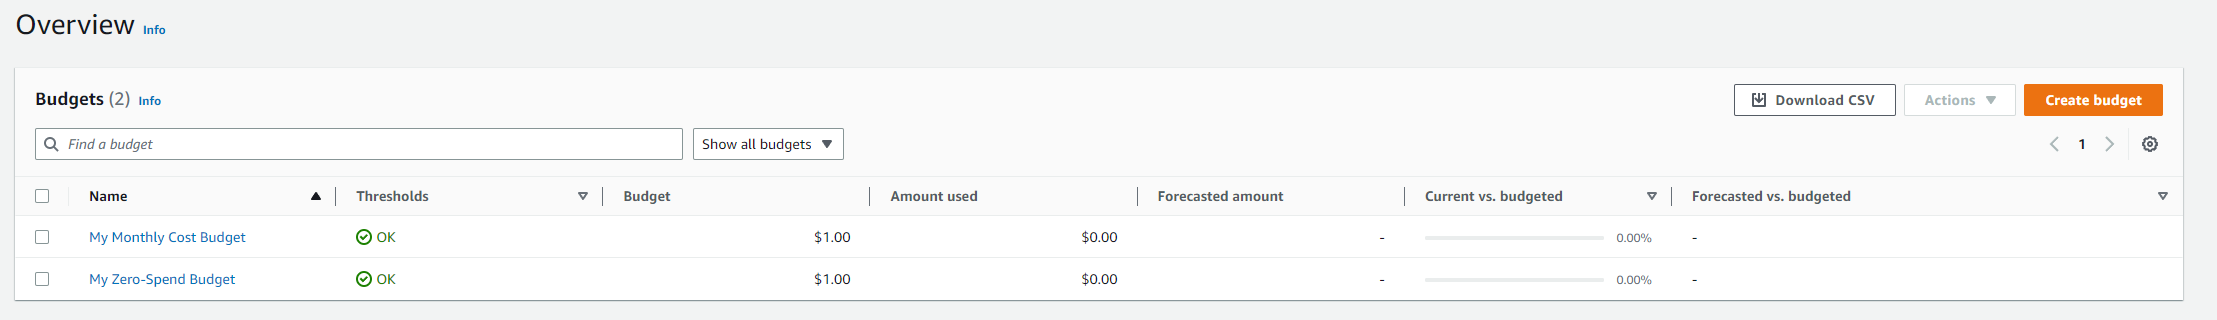 Overview Info
Budgets (2) Info
Download CSV Actions Create budget
Find a budget Show all budgets 1
Name Thresholds Budget Amount used Forecasted amount Current vs. budgeted Forecasted vs. budgeted
My Monthly Cost Budget OK $1.00 $0.00 - 0.00% -
My Zero-Spend Budget OK $1.00 $0.00 - 0.00% -